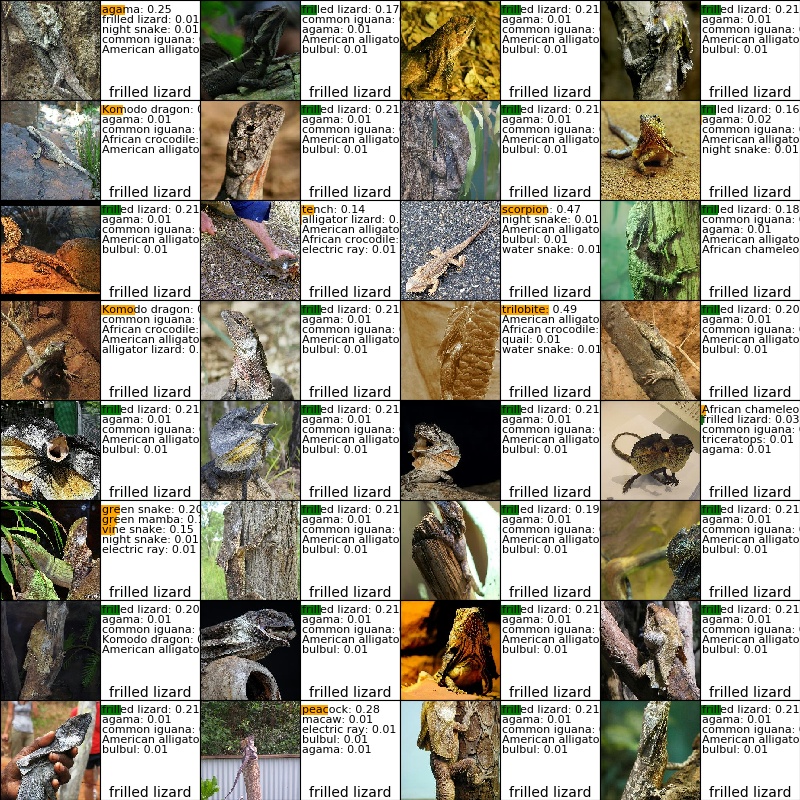 agama: 0.25
frilled lizard: 0.01
night snake: 0.01
common iguana:
American alligato
frilled lizard
frilled lizard: 0.17
common iguana:
agama: 0.01
American alligato
bulbul: 0.01
frilled lizard
frilled lizard: 0.21
agama: 0.01
common iguana:
American alligato
bulbul: 0.01
frilled lizard
frilled lizard: 0.21
agama: 0.01
common iguana:
American alligato
bulbul: 0.01
frilled lizard
Komodo dragon: 0
agama: 0.01
common iguana:
African crocodile:
American alligato
frilled lizard
frilled lizard: 0.21
agama: 0.01
common iguana:
American alligato
bulbul: 0.01
frilled lizard
frilled lizard: 0.21
agama: 0.01
common iguana:
American alligato
bulbul: 0.01
frilled lizard
frilled lizard: 0.16
agama: 0.02
common iguana:
American alligato
night snake: 0.01
frilled lizard
frilled lizard: 0.21
agama: 0.01
common iguana:
American alligato
bulbul: 0.01
frilled lizard
tench: 0.14
alligator lizard: 0.
American alligato
African crocodile:
electric ray: 0.01
frilled lizard
scorpion: 0.47
night snake: 0.01
American alligato
bulbul: 0.01
water snake: 0.01
frilled lizard
frilled lizard: 0.18
agama: 0.01
common iguana:
American alligato
African chameleo
frilled lizard
Komodo dragon: 0
common iguana:
African crocodile:
American alligato
alligator lizard: 0.
frilled lizard
frilled lizard: 0.21
agama: 0.01
common iguana:
American alligato
bulbul: 0.01
frilled lizard
trilobite: 0.49
American alligato
African crocodile:
quail: 0.01
water snake: 0.01
frilled lizard
frilled lizard: 0.20
agama: 0.01
common iguana:
American alligato
bulbul: 0.01
frilled lizard
frilled lizard: 0.21
agama: 0.01
common iguana:
American alligato
bulbul: 0.01
frilled lizard
frilled lizard: 0.21
agama: 0.01
common iguana:
American alligato
bulbul: 0.01
frilled lizard
frilled lizard: 0.21
agama: 0.01
common iguana:
American alligato
bulbul: 0.01
frilled lizard
African chameleo
frilled lizard: 0.03
common iguana:
triceratops: 0.01
agama: 0.01
frilled lizard
green snake: 0.20
green mamba: 0.1
vine snake: 0.15
night snake: 0.01
electric ray: 0.01
frilled lizard
frilled lizard: 0.21
agama: 0.01
common iguana:
American alligato
bulbul: 0.01
frilled lizard
frilled lizard: 0.19
agama: 0.01
common iguana:
American alligato
bulbul: 0.01
frilled lizard
frilled lizard: 0.21
agama: 0.01
common iguana:
American alligato
bulbul: 0.01
frilled lizard
frilled lizard: 0.20
agama: 0.01
common iguana:
Komodo dragon: 0
American alligato
frilled lizard
frilled lizard: 0.21
agama: 0.01
common iguana:
American alligato
bulbul: 0.01
frilled lizard
frilled lizard: 0.21
agama: 0.01
common iguana:
American alligato
bulbul: 0.01
frilled lizard
frilled lizard: 0.21
agama: 0.01
common iguana:
American alligato
bulbul: 0.01
frilled lizard
frilled lizard: 0.21
agama: 0.01
common iguana:
American alligato
bulbul: 0.01
frilled lizard
peacock: 0.28
macaw: 0.01
electric ray: 0.01
bulbul: 0.01
agama: 0.01
frilled lizard
frilled lizard: 0.21
agama: 0.01
common iguana:
American alligato
bulbul: 0.01
frilled lizard
frilled lizard: 0.21
agama: 0.01
common iguana:
American alligato
bulbul: 0.01
frilled lizard